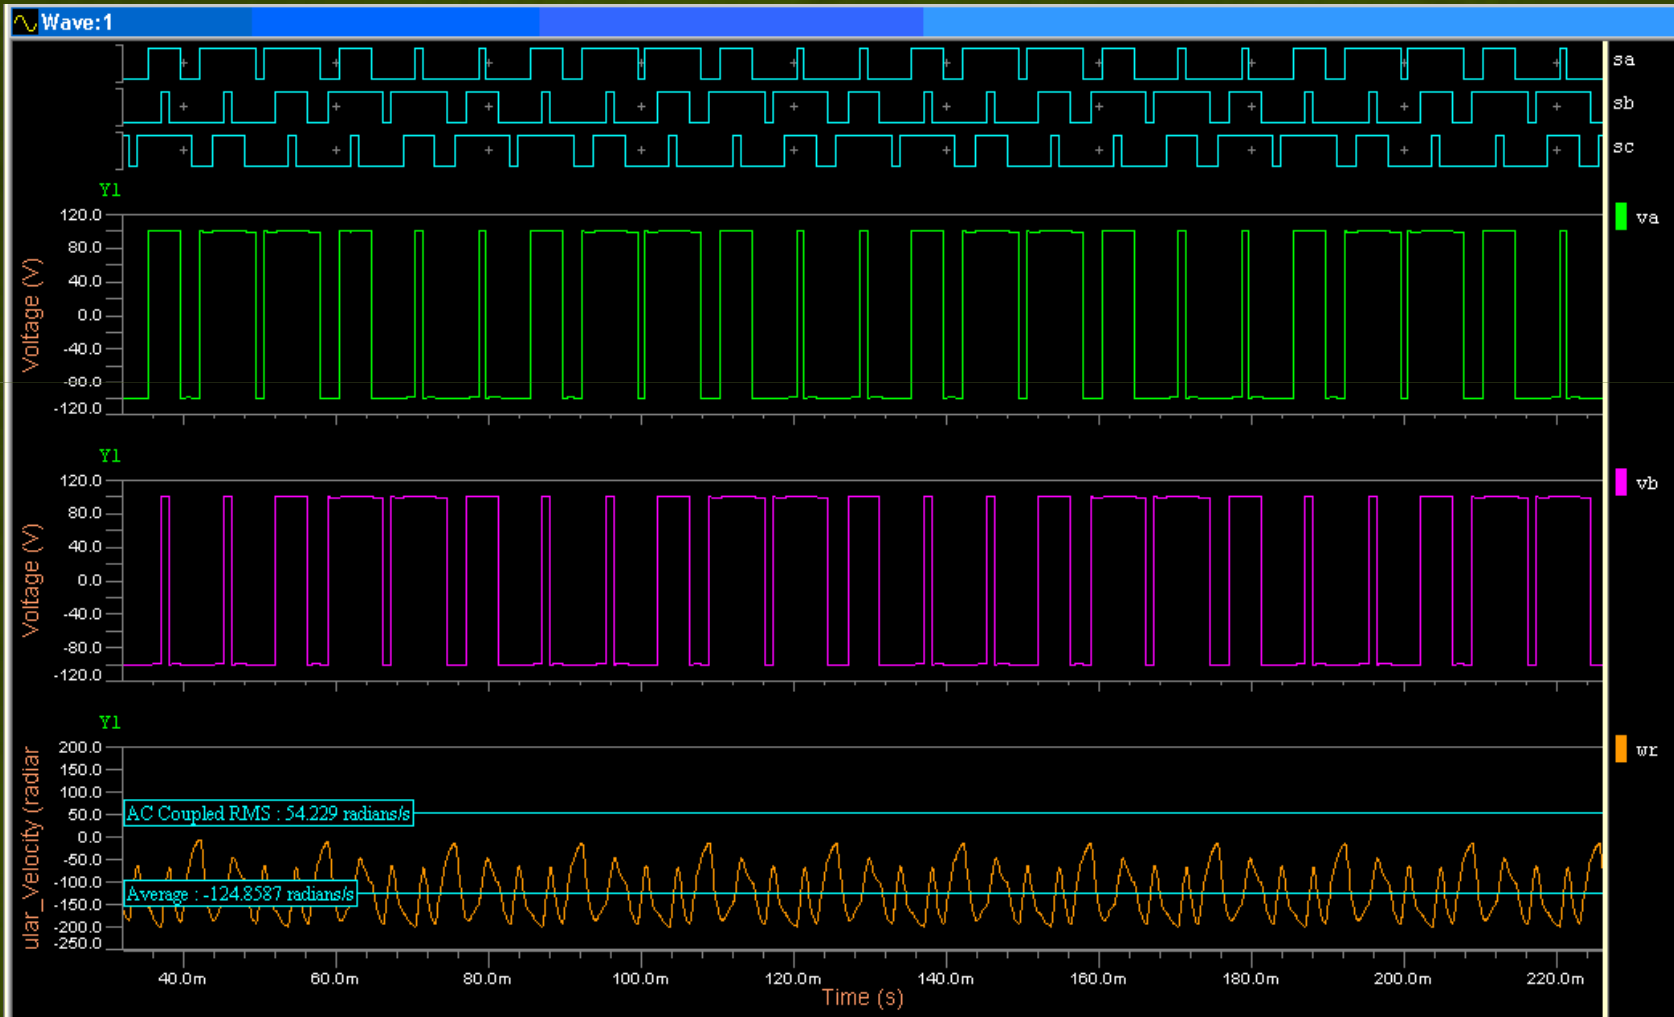 Wave:1
sa
sb
sc
Y1
120.0
80.0
40.0
0.0
-40.0
-80.0
-120.0
Voltage (V)
va
Y1
120.0
80.0
40.0
0.0
-40.0
-80.0
-120.0
Voltage (V)
vb
Y1
200.0
150.0
100.0
50.0
0.0
-50.0
-100.0
-150.0
-200.0
-250.0
ular_Velocity (radiar
AC Coupled RMS : 54.229 radians/s
Average : -124.8587 radians/s
wr
40.0m 60.0m 80.0m 100.0m 120.0m 140.0m 160.0m 180.0m 200.0m 220.0m
Time (s)